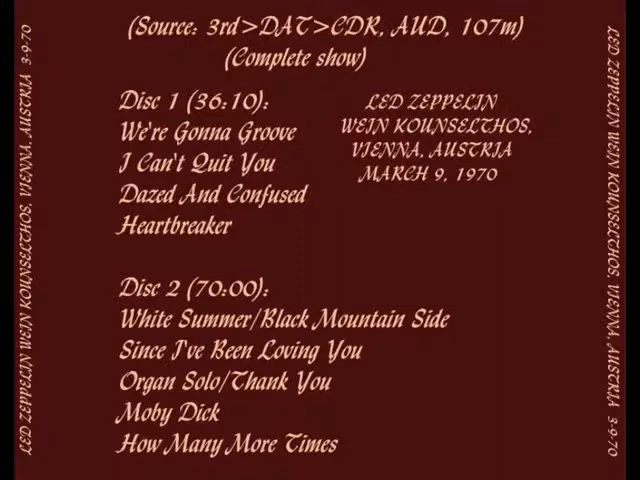 (Source: 3rd>DAT>CDR, AUD, 107m)
(Complete show)
Disc 1 (36:10):
We're Gonna Groove
I Can't Quit You
Dazed And Confused
Heartbreaker
LED ZEPPELIN
WEIN KOUNSELTHOS,
VIENNA, AUSTRIA
MARCH 9, 1970
Disc 2 (70:00):
White Summer/Black Mountain Side
Since I've Been Loving You
Organ Solo/Thank You
Moby Dick
How Many More Times
LED ZEPPELIN WEIN KOUNSELTHOS, VIENNA, AUSTRIA 3-9-70
LED ZEPPELIN WEIN KOUNSELTHOS, VIENNA, AUSTRIA 3-9-70